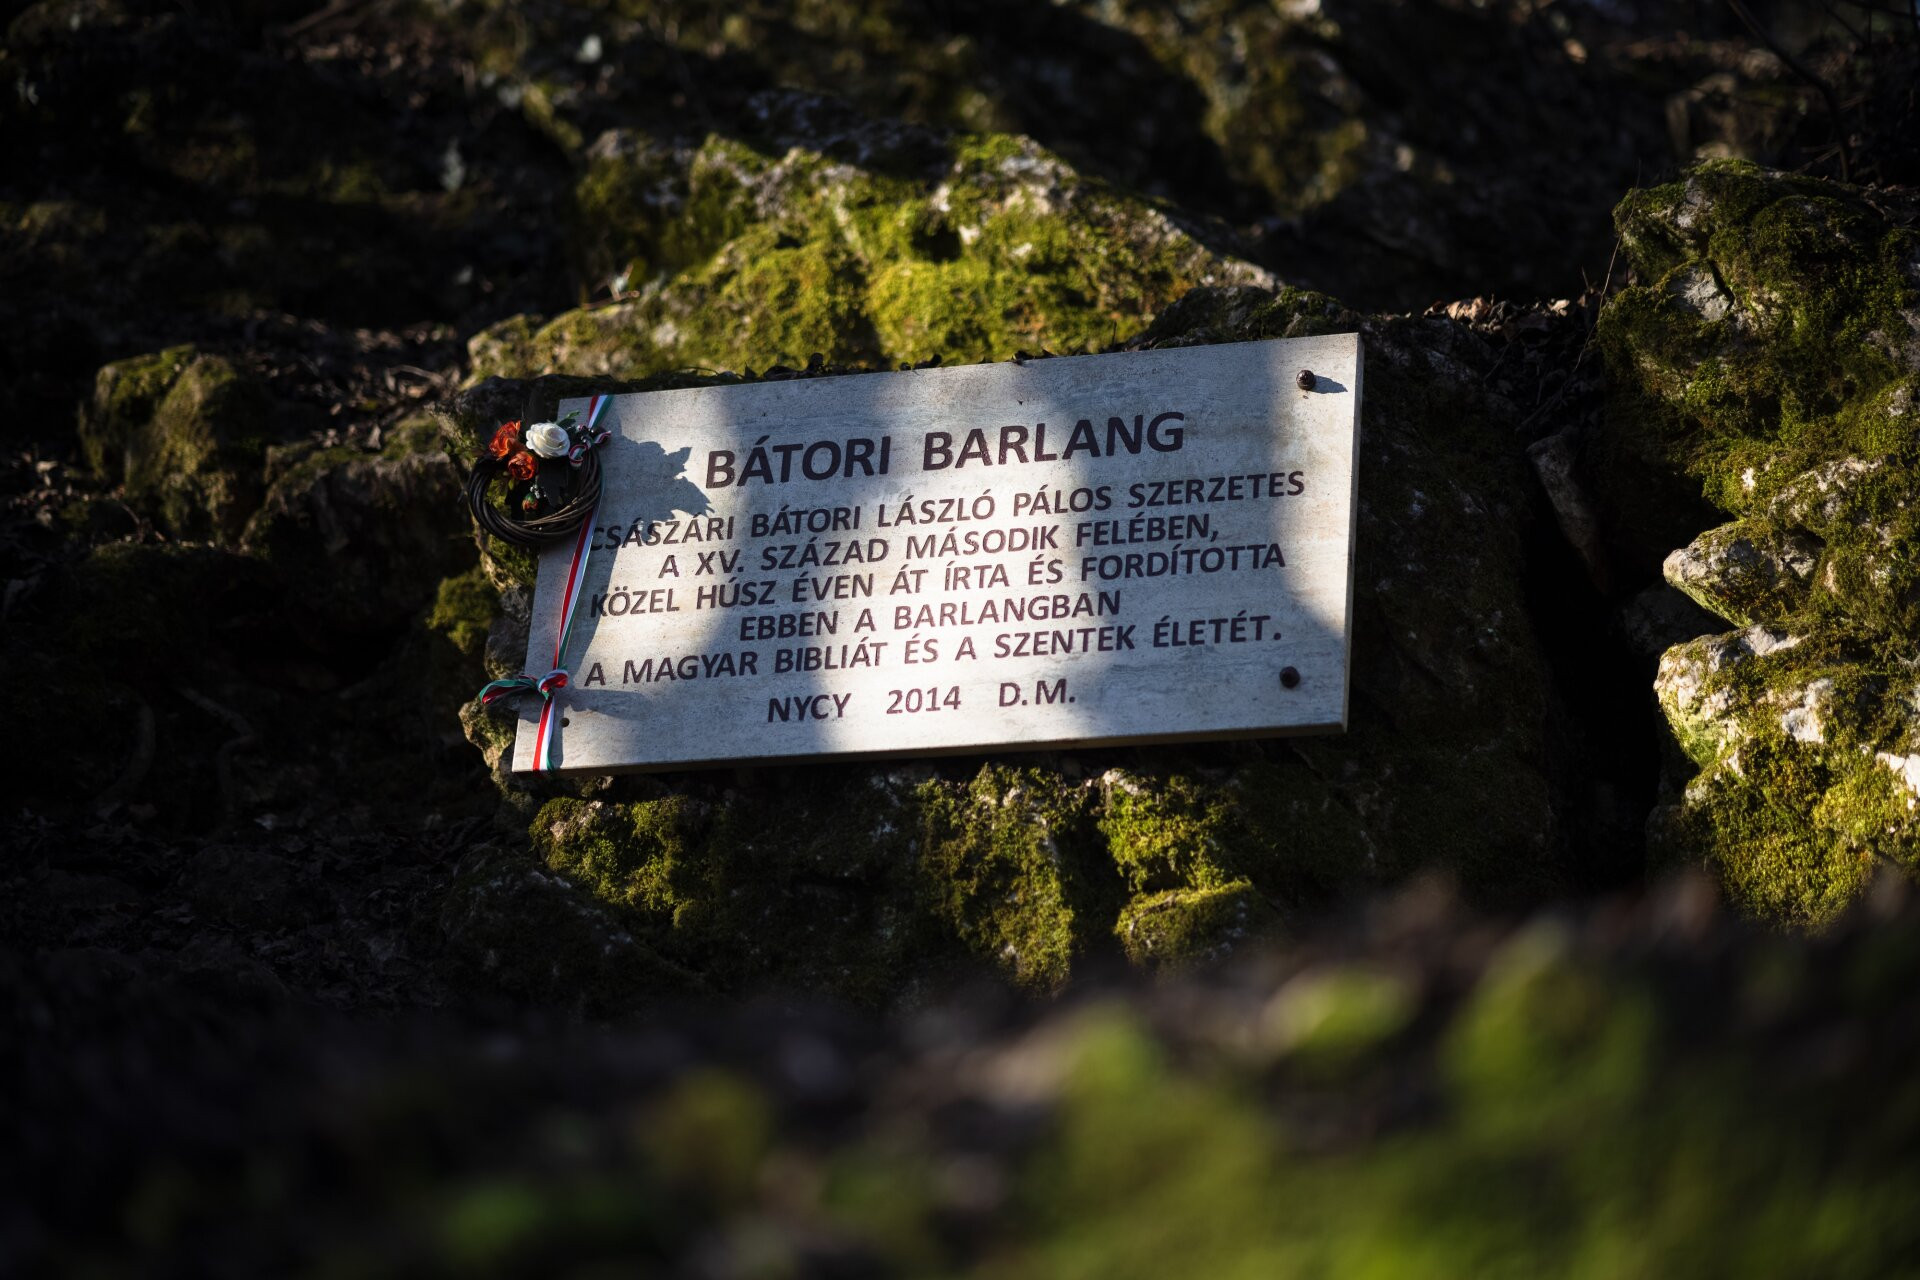 BÁTORI BARLANG
CSÁSZÁRI BÁTORI LÁSZLÓ PÁLOS SZERZETES
A XV. SZÁZAD MÁSODIK FELÉBEN,
KÖZEL HÚSZ ÉVEN ÁT ÍRTA ÉS FORDÍTOTTA
EBBEN A BARLANGBAN
A MAGYAR BIBLIÁT ÉS A SZENTEK ÉLETÉT.
NYCY 2014 D.M.